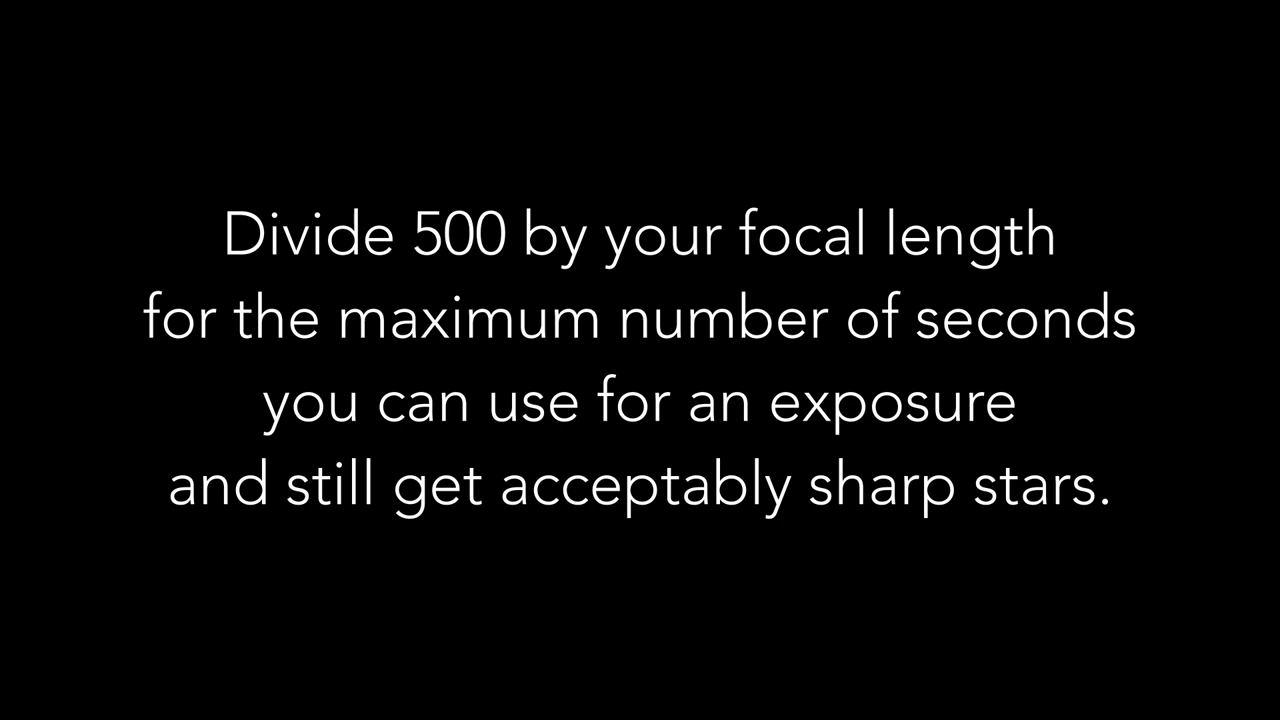 Divide 500 by your focal length
for the maximum number of seconds
you can use for an exposure
and still get acceptably sharp stars.